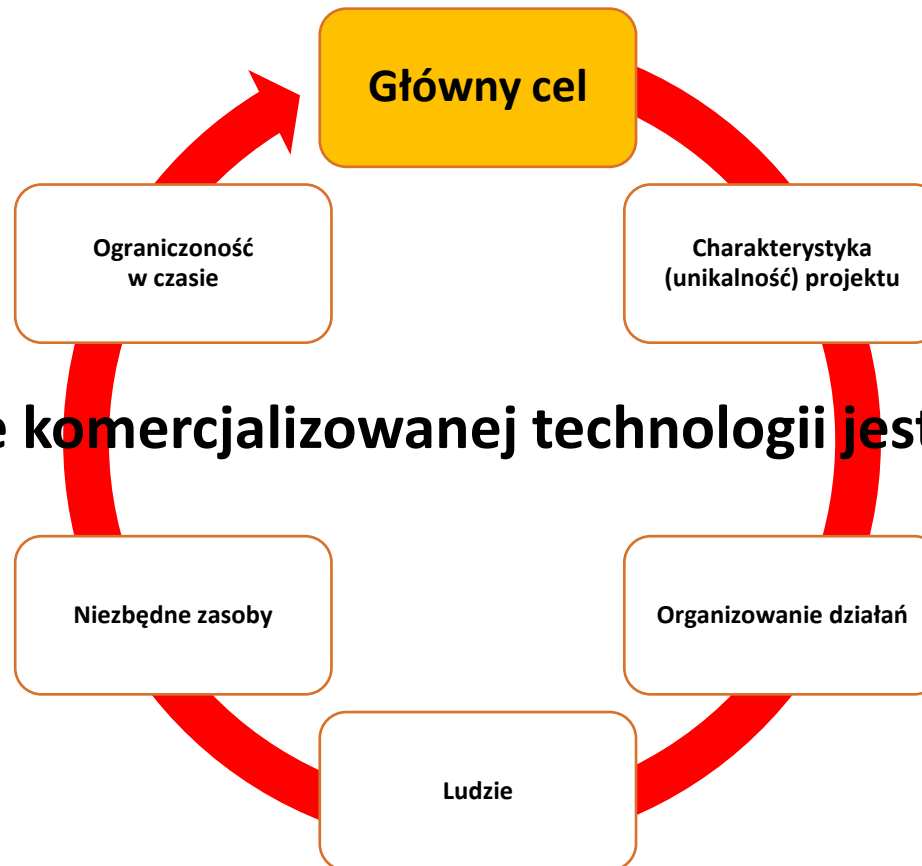 Główny cel
Ograniczoność
w czasie
Charakterystyka
(unikalność) projektu
e komercjalizowanej technologii jest
Niezbędne zasoby
Organizowanie działań
Ludzie